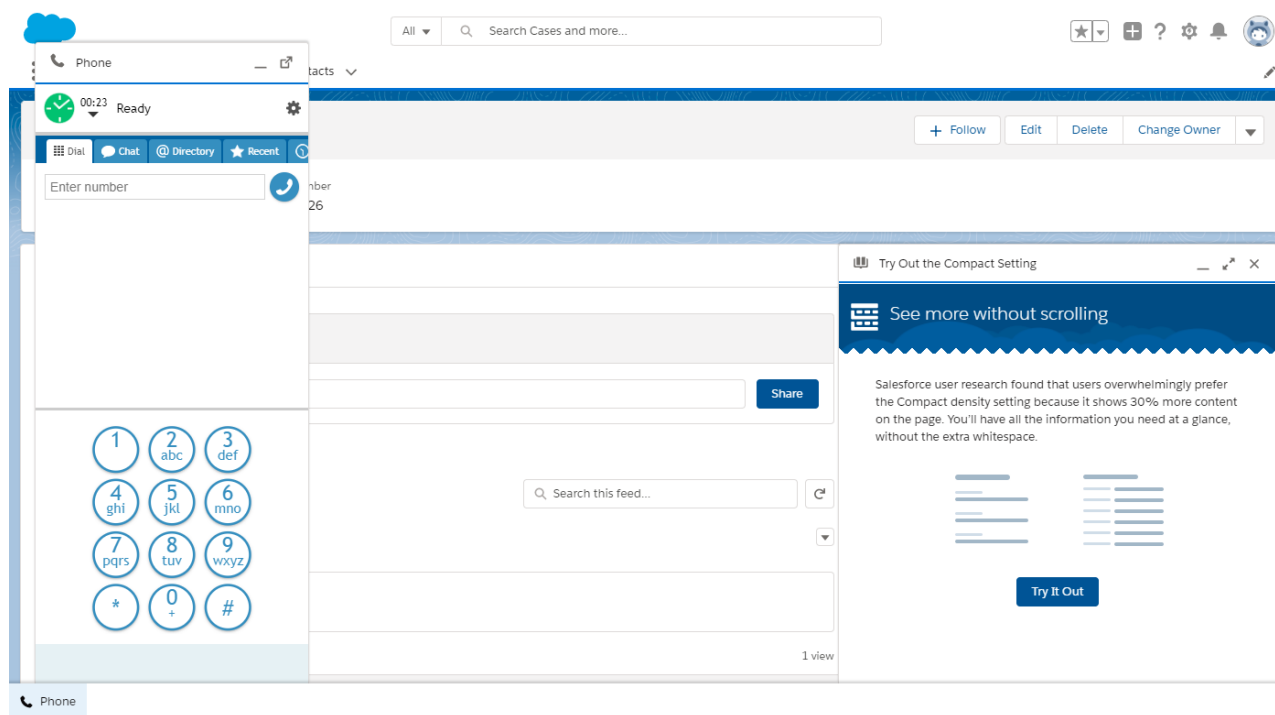 All
Search Cases and more...
Phone
tacts
00:23
Ready
+ Follow
Edit
Delete
Change Owner
Dial
Chat
@ Directory
Recent
Enter number
nber
26
Try Out the Compact Setting
See more without scrolling
Share
Salesforce user research found that users overwhelmingly prefer
the Compact density setting because it shows 30% more content
on the page. You'll have all the information you need at a glance,
without the extra whitespace.
1
2
3
abc
def
4
5
6
ghi
jkl
mno
Search this feed...
7
8
9
pqrs
tuv
wxyz
*
0
#
+
Try It Out
1 view
Phone